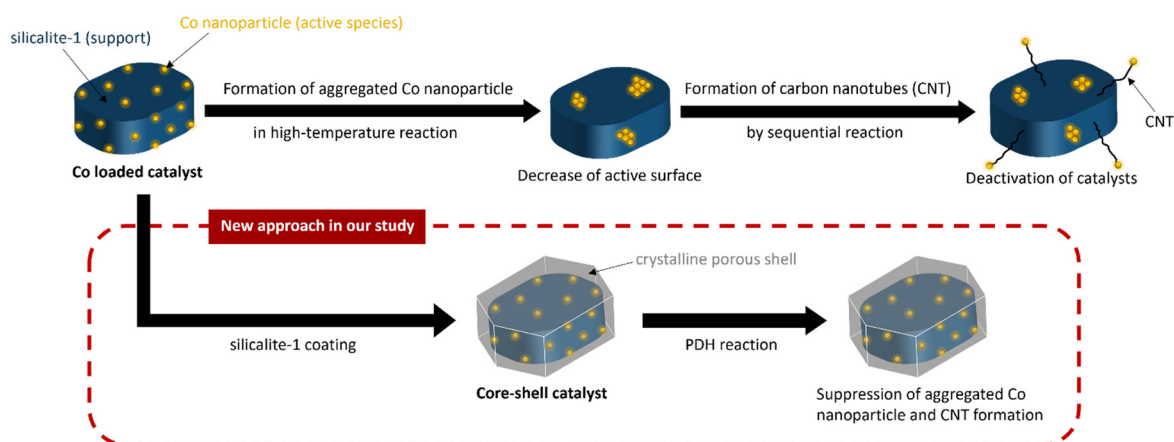 Co nanoparticle (active species)
silicalite-1 (support)
Formation of aggregated Co nanoparticle
in high-temperature reaction
Formation of carbon nanotubes (CNT)
by sequential reaction
CNT
Co loaded catalyst
Decrease of active surface
Deactivation of catalysts
New approach in our study
crystalline porous shell
silicalite-1 coating
PDH reaction
Core-shell catalyst
Suppression of aggregated Co
nanoparticle and CNT formation